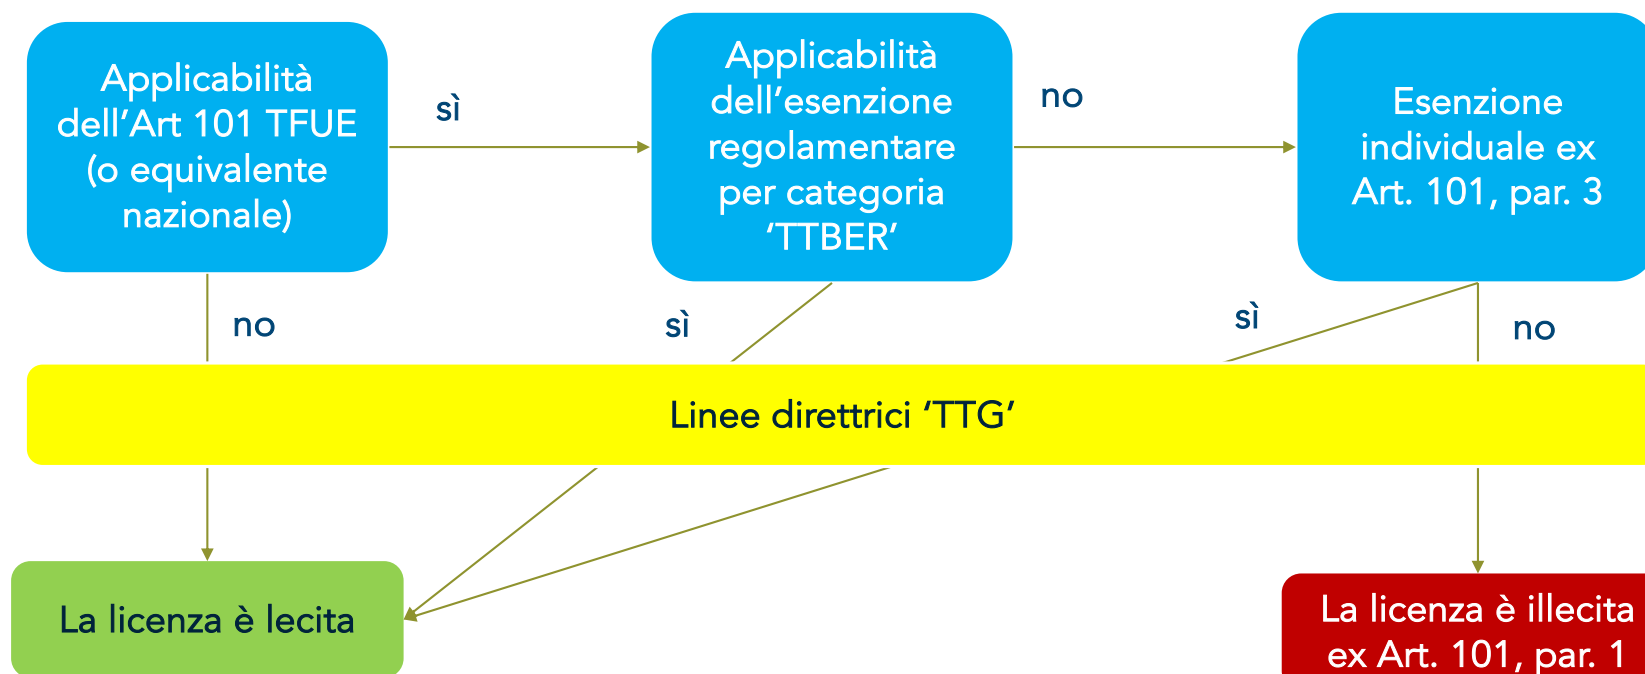 Applicabilità
dell’Art 101 TFUE
(o equivalente
nazionale)
sì
Applicabilità
dell’esenzione
regolamentare
per categoria
‘TTBER’
no
Esenzione
individuale ex
Art. 101, par. 3
no
sì
sì
no
Linee direttrici ‘TTG’
La licenza è lecita
La licenza è illecita
ex Art. 101, par. 1